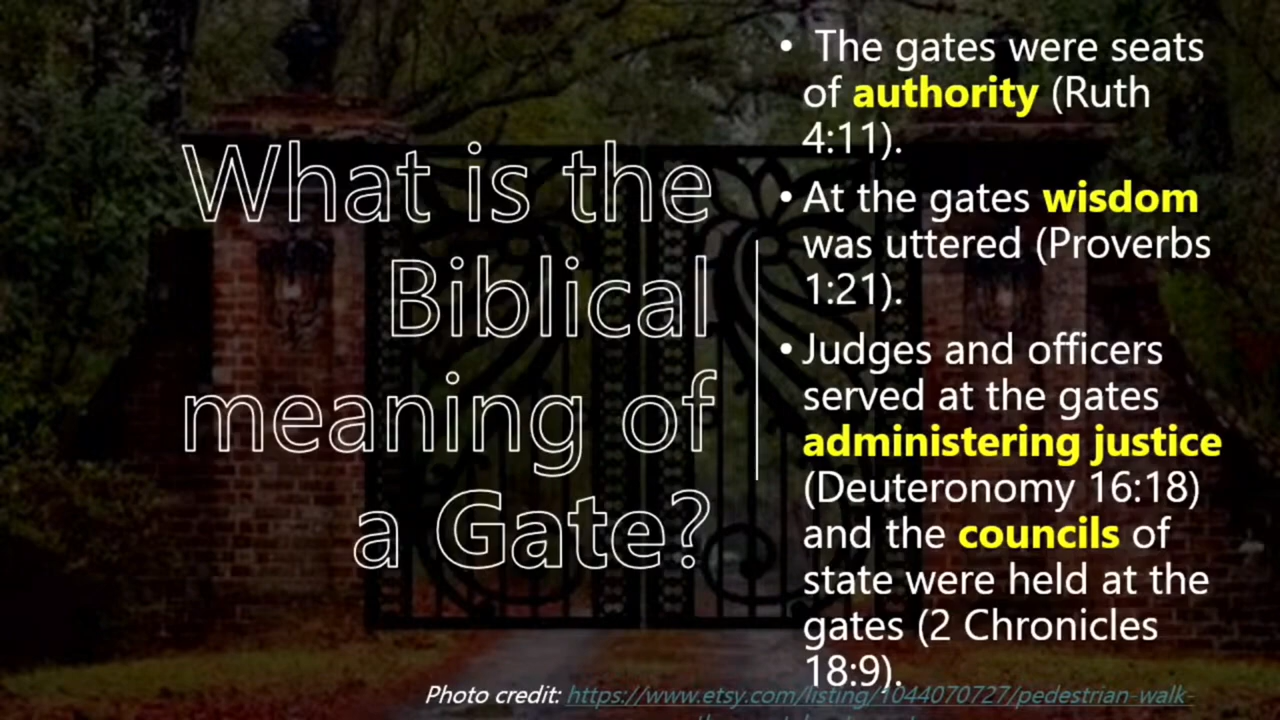 What is the
Biblical
meaning of
a Gate?
• The gates were seats
of authority (Ruth
4:11).
• At the gates wisdom
was uttered (Proverbs
1:21).
• Judges and officers
served at the gates
administering justice
(Deuteronomy 16:18)
and the councils of
state were held at the
gates (2 Chronicles
18:9).
Photo credit: https://www.etsy.com/listing/1044070727/pedestrian-walk-